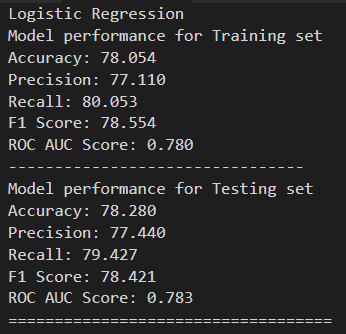 Logistic Regression
Model performance for Training set
Accuracy: 78.054
Precision: 77.110
Recall: 80.053
F1 Score: 78.554
ROC AUC Score: 0.780
--------------------------------
Model performance for Testing set
Accuracy: 78.280
Precision: 77.440
Recall: 79.427
F1 Score: 78.421
ROC AUC Score: 0.783
===================================